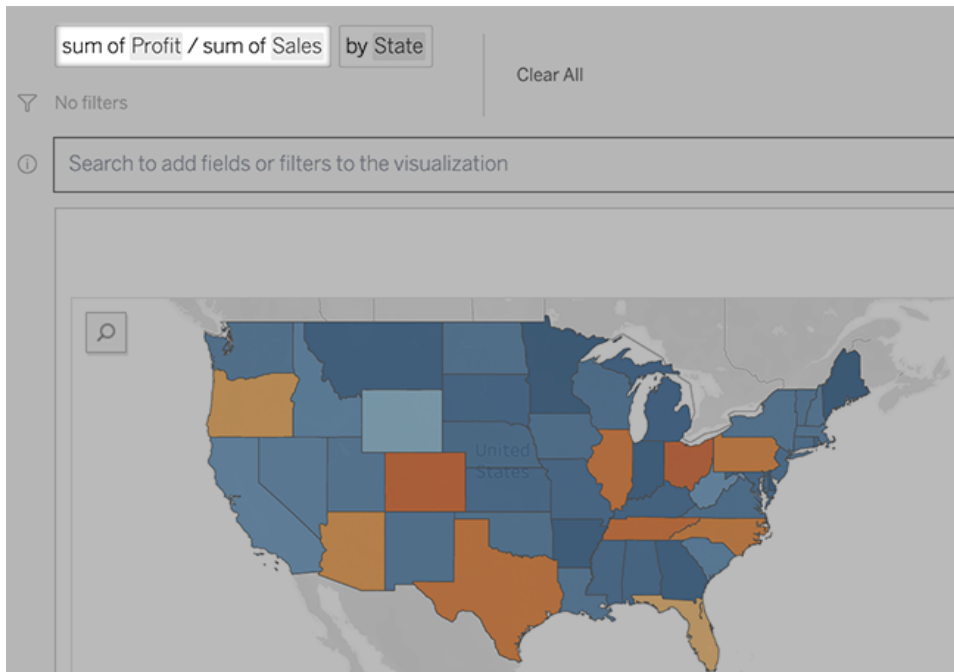 sum of Profit / sum of Sales by State
Clear All
No filters
Search to add fields or filters to the visualization
United
States